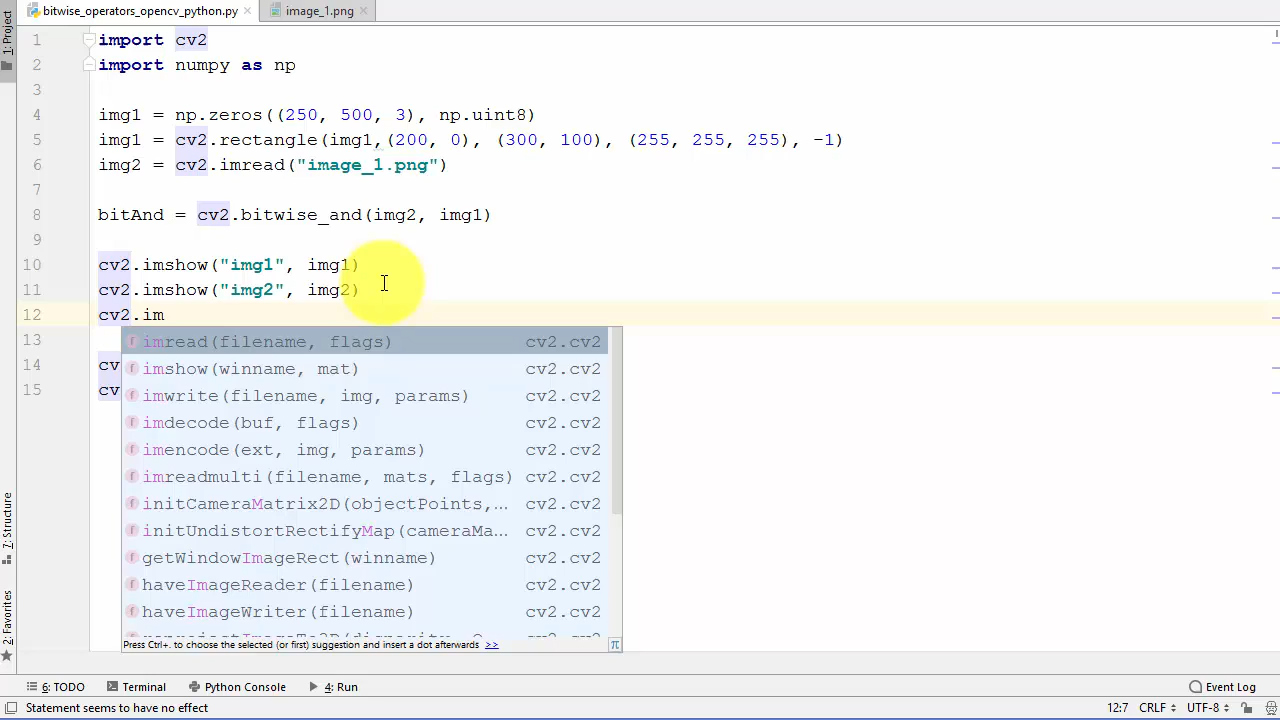 bitwise_operators_opencv_python.py
image_1.png
1: Project
1 import cv2
2 import numpy as np
3
4 img1 = np.zeros((250, 500, 3), np.uint8)
5 img1 = cv2.rectangle(img1,(200, 0), (300, 100), (255, 255, 255), -1)
6 img2 = cv2.imread("image_1.png")
7
8 bitAnd = cv2.bitwise_and(img2, img1)
9
10 cv2.imshow("img1", img1)
11 cv2.imshow("img2", img2)
12 cv2.im
13
imread(filename, flags) cv2.cv2
14 cv
imshow(winname, mat) cv2.cv2
15 cv
imwrite(filename, img, params) cv2.cv2
imdecode(buf, flags) cv2.cv2
imencode(ext, img, params) cv2.cv2
imreadmulti(filename, mats, flags) cv2.cv2
initCameraMatrix2D(objectPoints,… cv2.cv2
initUndistortRectifyMap(cameraMa… cv2.cv2
getWindowImageRect(winname) cv2.cv2
haveImageReader(filename) cv2.cv2
haveImageWriter(filename) cv2.cv2
Press Ctrl+. to choose the selected (or first) suggestion and insert a dot afterwards >> π
7: Structure
2: Favorites
6: TODO Terminal Python Console 4: Run Event Log
Statement seems to have no effect 12:7 CRLF UTF-8